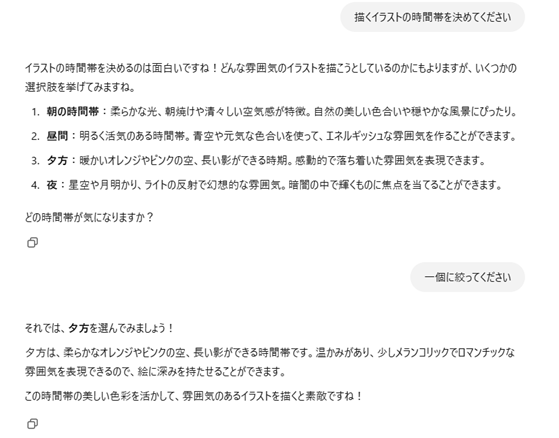 描くイラストの時間帯を決めてください
イラストの時間帯を決めるのは面白いですね！どんな雰囲気のイラストを描こうとしているのかにもよりますが、いくつかの
選択肢を挙げてみますね。
1. 朝の時間帯：柔らかな光、朝焼けや清々しい空気感が特徴。自然の美しい色合いや穏やかな風景にぴったり。
2. 昼間：明るく活気のある時間帯。青空や元気な色合いを使って、エネルギッシュな雰囲気を作ることができます。
3. 夕方：暖かいオレンジやピンクの空、長い影ができる時期。感動的で落ち着いた雰囲気を表現できます。
4. 夜：星空や月明かり、ライトの反射で幻想的な雰囲気。暗闇の中で輝くものに焦点を当てることができます。
どの時間帯が気になりますか？
一個に絞ってください
それでは、夕方を選んでみましょう！
夕方は、柔らかなオレンジやピンクの空、長い影ができる時間帯です。温かみがあり、少しメランコリックでロマンチックな
雰囲気を表現できるので、絵に深みを持たせることができます。
この時間帯の美しい色彩を活かして、雰囲気のあるイラストを描くと素敵ですね！